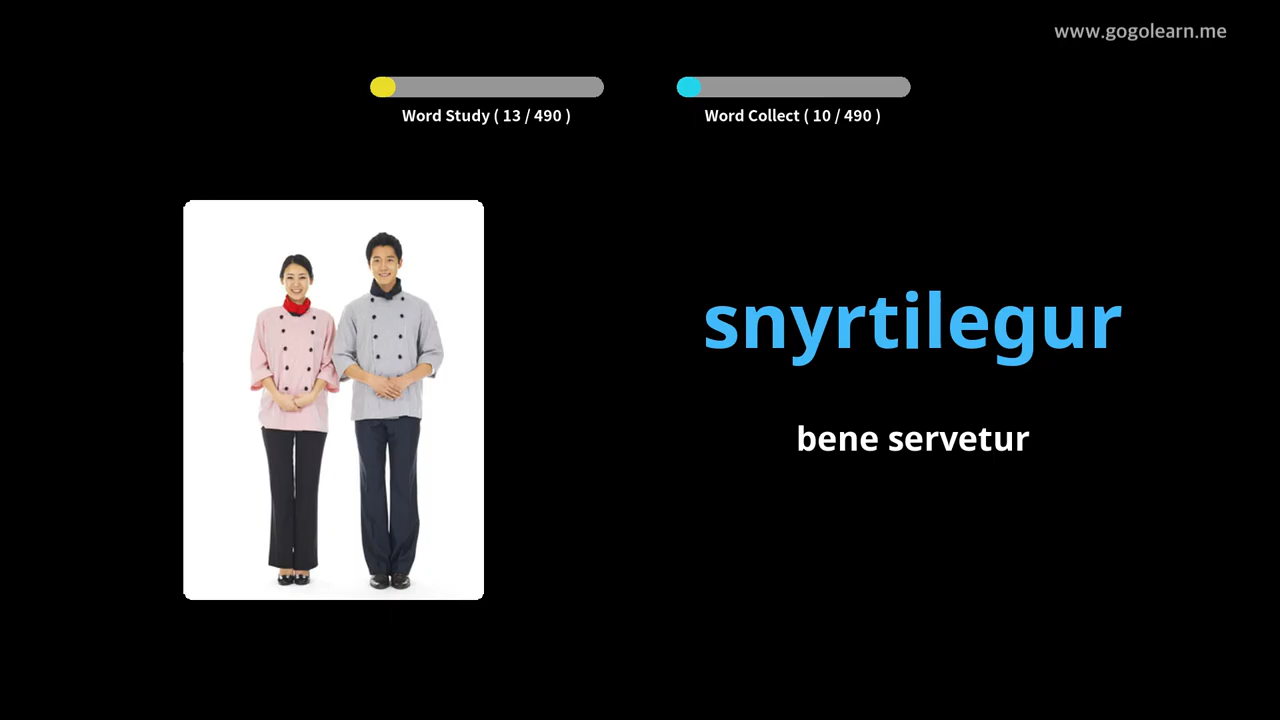 www.gogolearn.me
Word Study ( 13 / 490 )
Word Collect ( 10 / 490 )
snyrtilegur
bene servetur